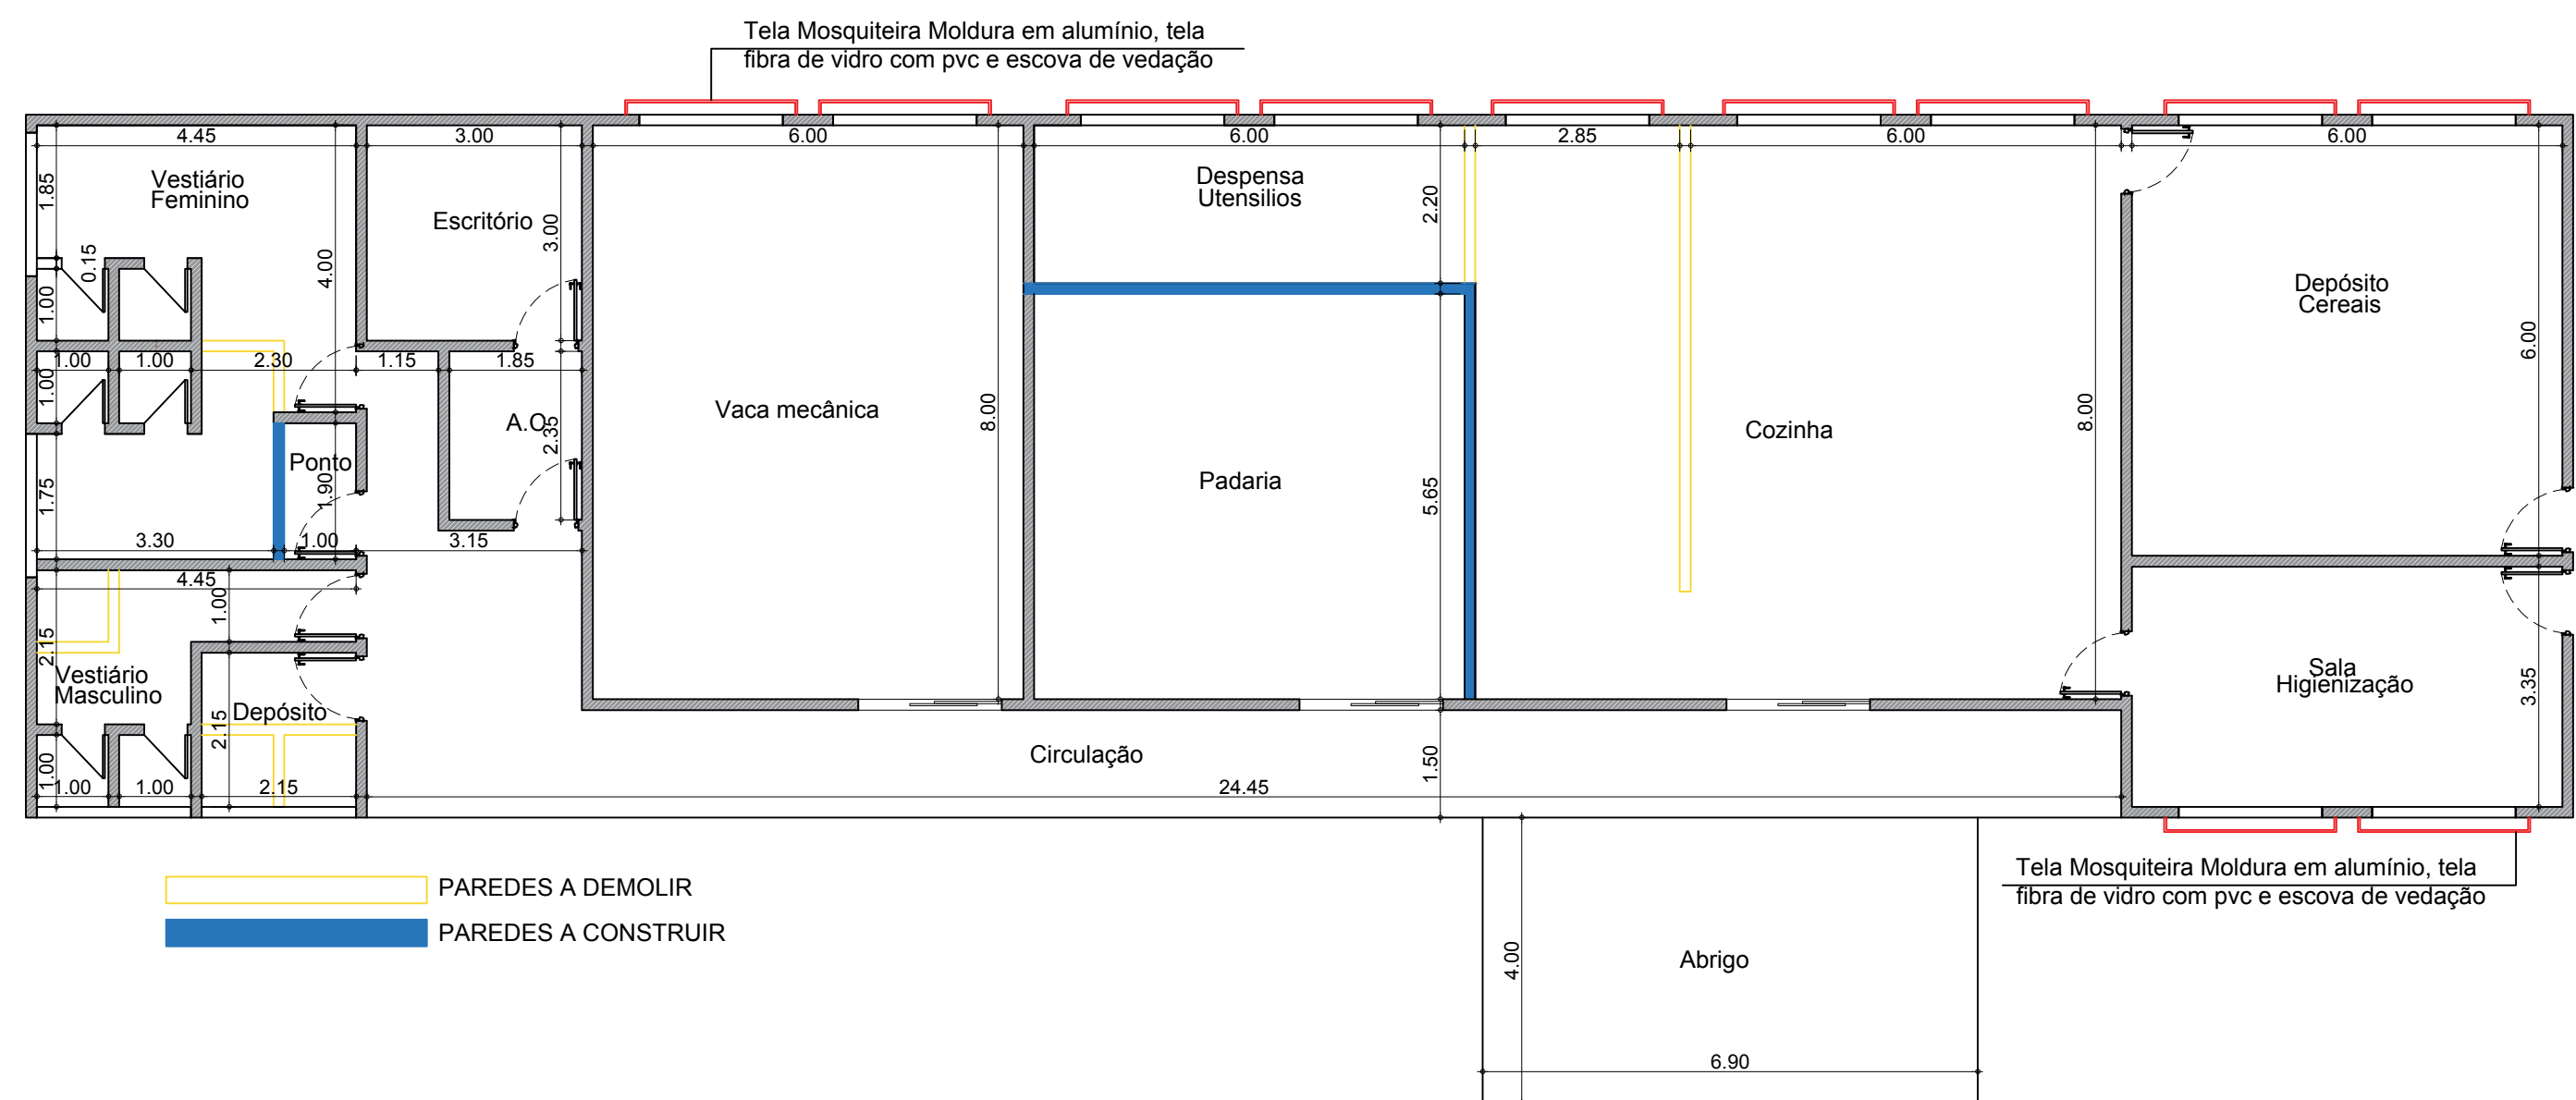 Tela Mosquiteira Moldura em alumínio, tela
fibra de vidro com pvc e escova de vedação
4.45
3.00
6.00
6.00
2.85
6.00
6.00
1.85
Vestiário
Feminino
Escritório
3.00
Despensa
Utensilios
2.20
0.15
4.00
1.00
Depósito
Cereais
6.00
1.00
1.00
2.30
1.15
1.85
1.00
Vaca mecânica
8.00
A.C
2.35
Cozinha
8.00
Ponto
1.90
1.75
Padaria
5.65
3.30
1.00
3.15
4.45
1.00
2.15
Vestiário
Masculino
Depósito
2.15
Sala
Higienização
3.35
Circulação
1.50
1.00
1.00
1.00
2.15
24.45
Tela Mosquiteira Moldura em alumínio, tela
fibra de vidro com pvc e escova de vedação
PAREDES A DEMOLIR
PAREDES A CONSTRUIR
4.00
Abrigo
6.90